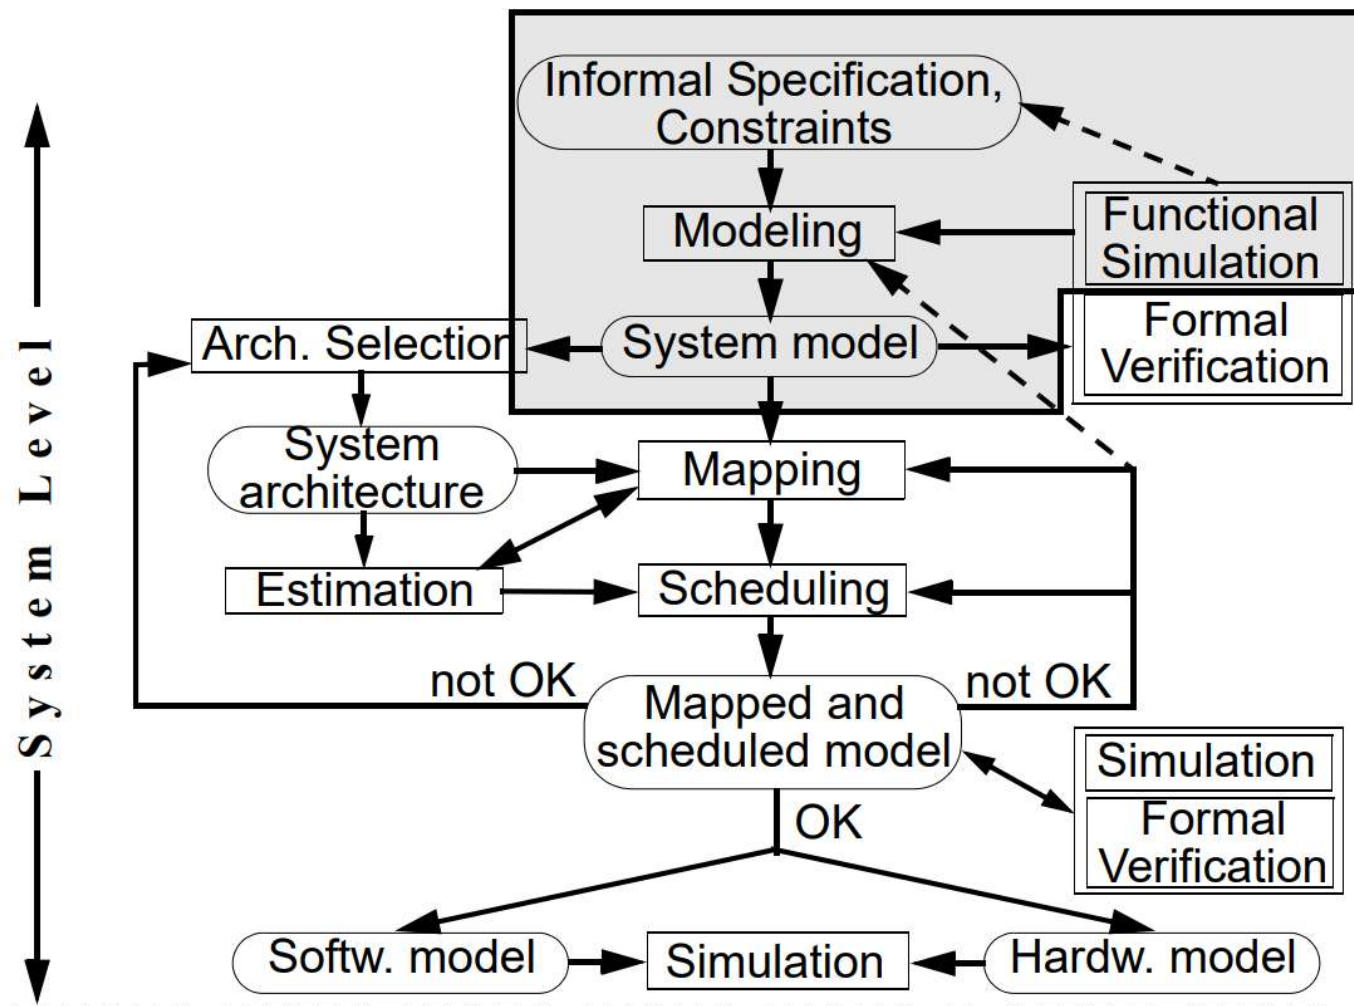 Informal Specification,
Constraints
Modeling
Functional
Simulation
System model
Formal
Verification
Arch. Selection
System
architecture
Mapping
Estimation
Scheduling
not OK
not OK
Mapped and
scheduled model
Simulation
Formal
Verification
OK
Softw. model
Simulation
Hardw. model
System Level